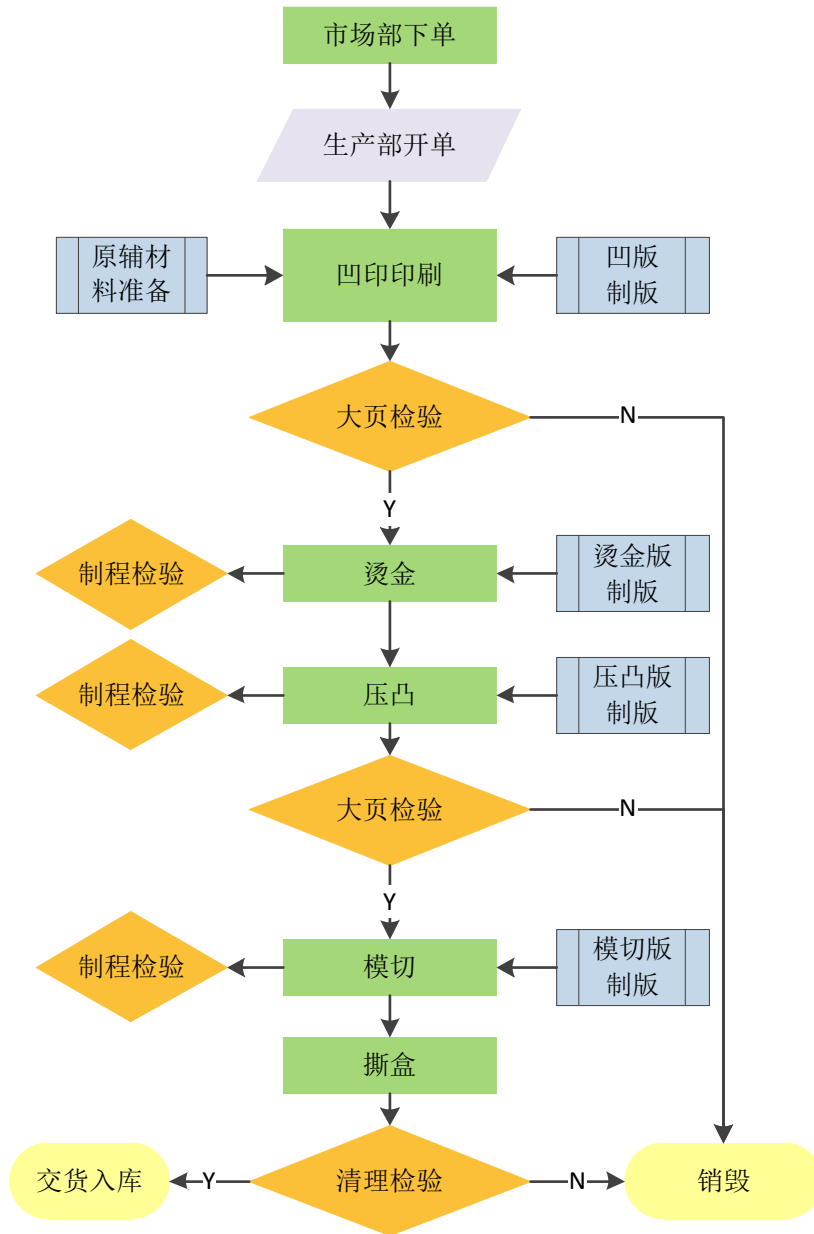 市场部下单
生产部开单
原辅材
料准备
凹印印刷
凹版
制版
大页检验
N
Y
制程检验
烫金
烫金版
制版
制程检验
压凸
压凸版
制版
大页检验
N
Y
制程检验
模切
模切版
制版
撕盒
交货入库
Y
清理检验
N
销毁